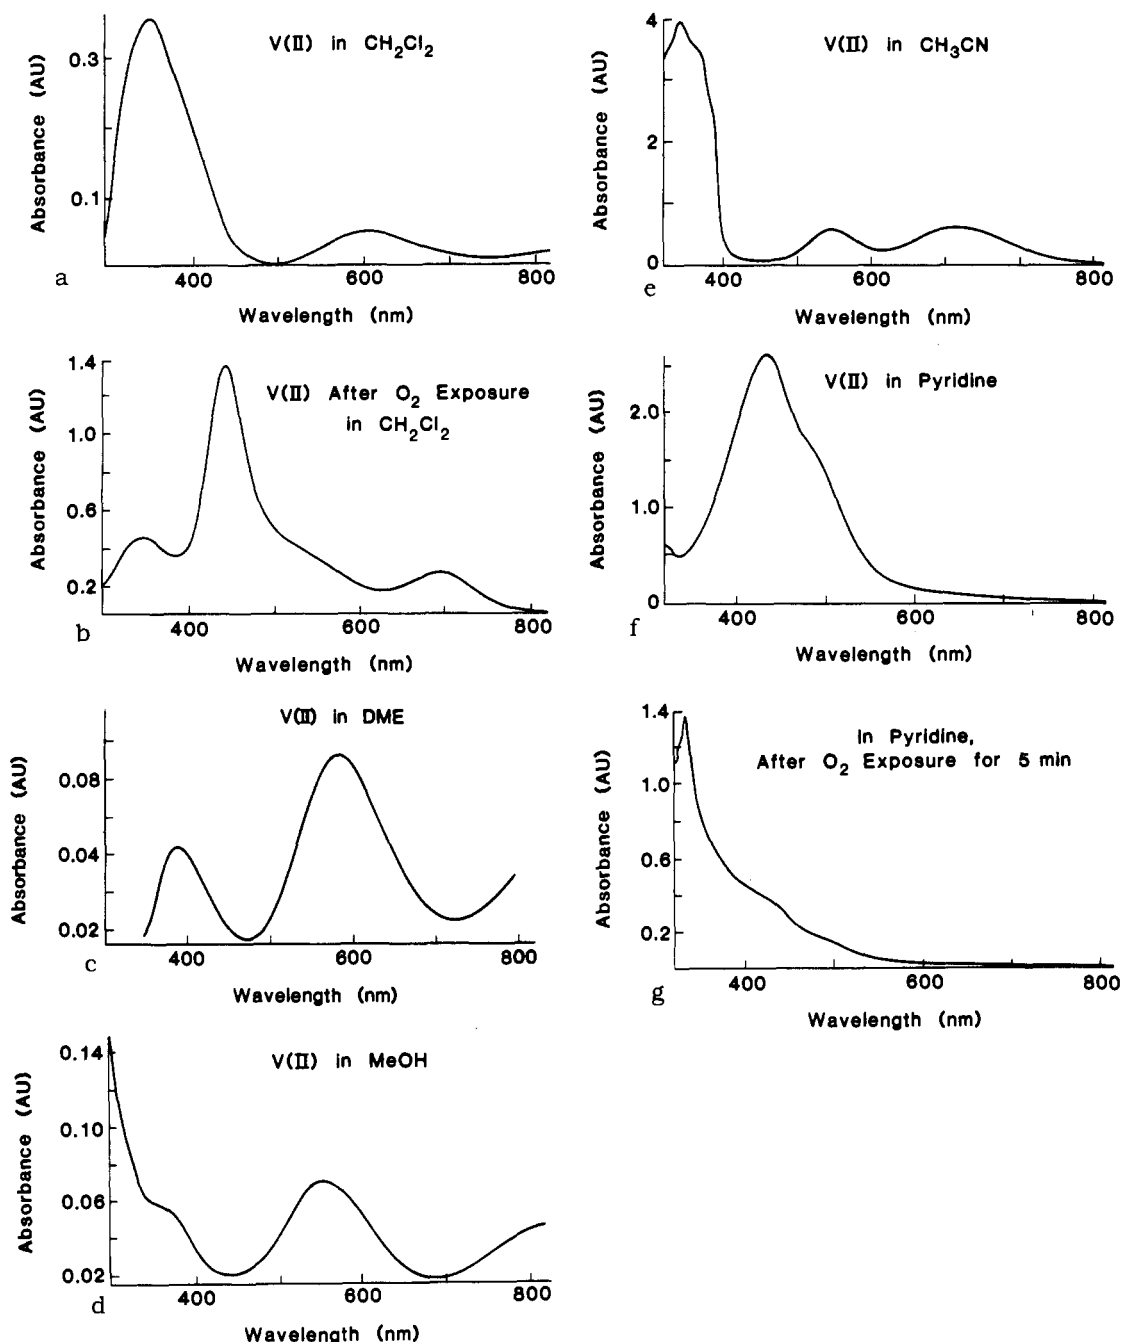 V(II) in CH₂Cl₂
Absorbance (AU)
0.3
0.1
400
600
800
Wavelength (nm)
a
V(II) After O₂ Exposure
in CH₂Cl₂
Absorbance (AU)
1.4
1.0
0.6
0.2
400
600
800
Wavelength (nm)
b
V(II) in DME
Absorbance (AU)
0.08
0.04
0.02
400
600
800
Wavelength (nm)
c
V(II) in MeOH
Absorbance (AU)
0.14
0.10
0.06
0.02
400
600
800
Wavelength (nm)
d
V(II) in CH₃CN
Absorbance (AU)
4
2
0
400
600
800
Wavelength (nm)
e
V(II) in Pyridine
Absorbance (AU)
2.0
1.0
0
400
600
800
Wavelength (nm)
f
In Pyridine,
After O₂ Exposure for 5 min
Absorbance (AU)
1.4
1.0
0.6
0.2
400
600
800
Wavelength (nm)
g